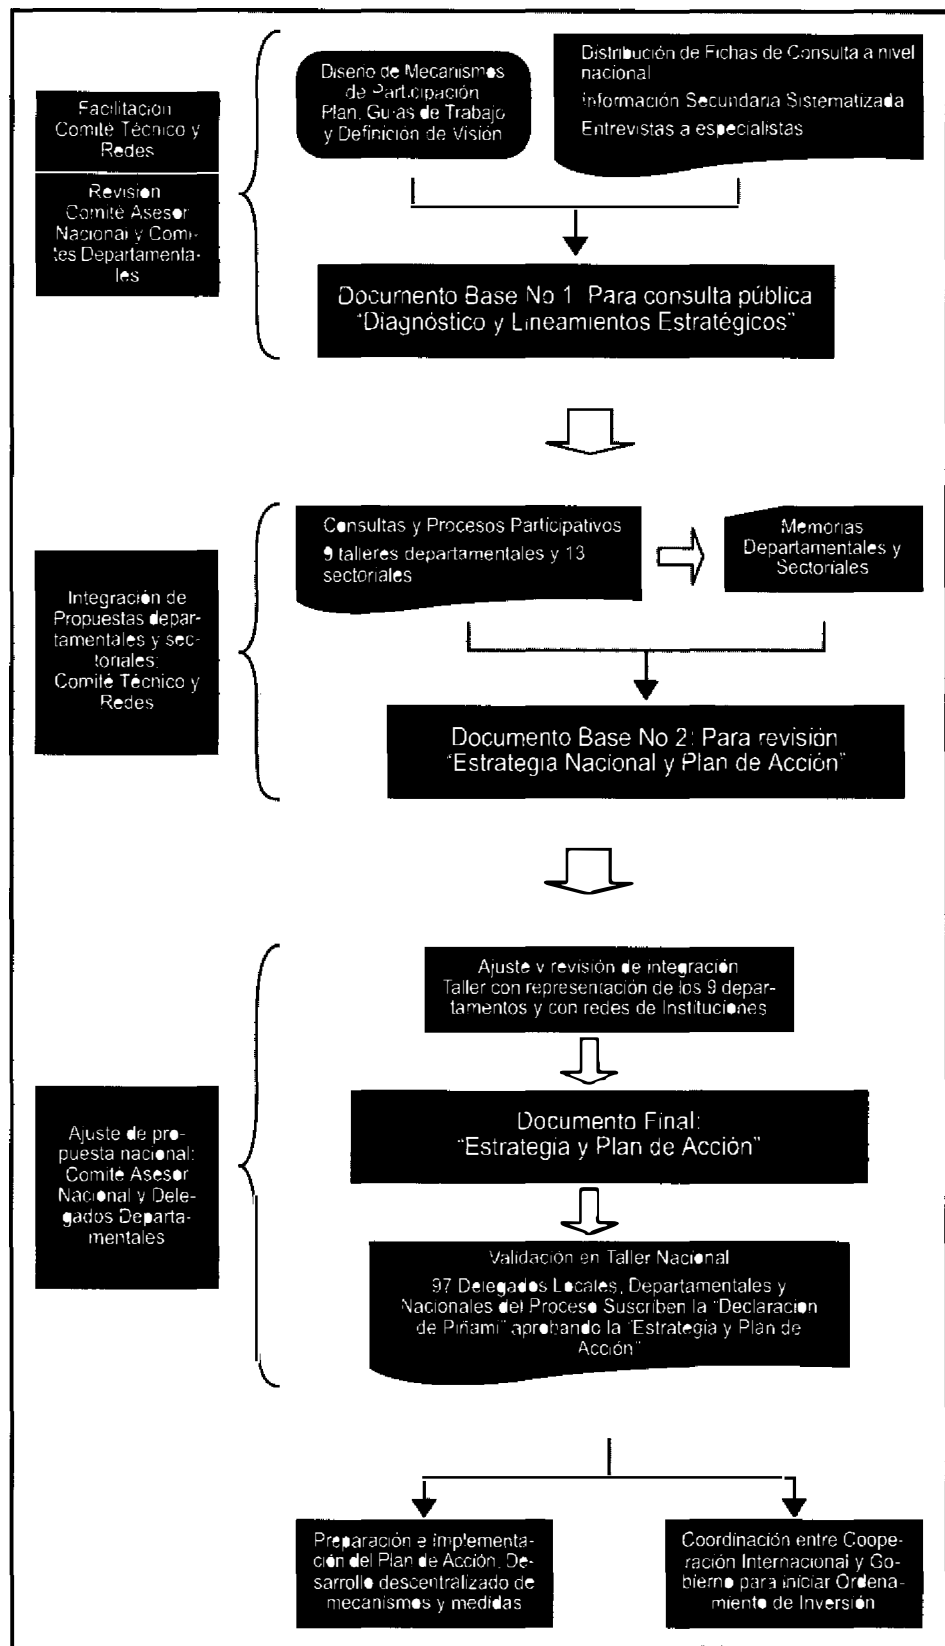 Facilitación
Comité Técnico y
Redes
Revisión
Comité Asesor
Nacional y Comi-
tes Departamenta-
les
Diseño de Mecanismos
de Participación
Plan, Guías de Trabajo
y Definición de Visión
Distribución de Fichas de Consulta a nivel
nacional
Información Secundaria Sistematizada
Entrevistas a especialistas
Documento Base No 1 Para consulta pública
"Diagnóstico y Lineamientos Estratégicos"
Integración de
Propuestas depar-
tamentales y sec-
toriales:
Comité Técnico y
Redes
Consultas y Procesos Participativos
9 talleres departamentales y 13
sectoriales
Memorias
Departamentales y
Sectoriales
Documento Base No 2: Para revisión
"Estrategia Nacional y Plan de Acción"
Ajuste de pro-
puesta nacional:
Comité Asesor
Nacional y Dele-
gados Departa-
mentales
Ajuste y revisión de integración
Taller con representación de los 9 depar-
tamentos y con redes de Instituciones
Documento Final:
"Estrategia y Plan de Acción"
Validación en Taller Nacional
97 Delegados Locales, Departamentales y
Nacionales del Proceso Suscriben la "Declaración
de Piñami" aprobando la "Estrategia y Plan de
Acción"
Preparación e Implementa-
ción del Plan de Acción, De-
sarrollo descentralizado de
mecanismos y medidas
Coordinación entre Coope-
ración Internacional y Go-
bierno para iniciar Ordena-
miento de Inversión